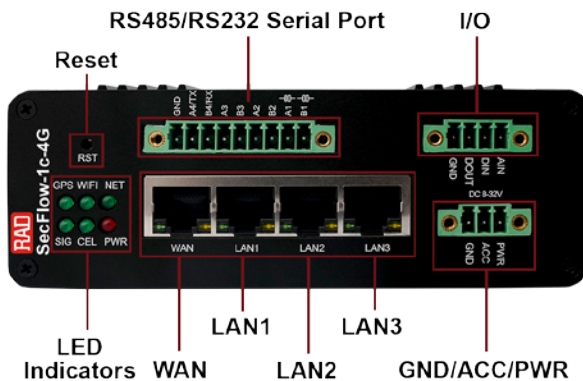 RS485/RS232 Serial Port
I/O
Reset
GND A4/TX B4/RX A3 B3 A2 B2 A1 B1
RST
GND DOUT DIN AIN
GPS WIFI NET
DC 8-32V
RAD
SecFlow-1c-4G
SIG CEL PWR
WAN LAN1 LAN2 LAN3
GND ACC PWR
LAN1 LAN3
LED
Indicators WAN LAN2 GND/ACC/PWR